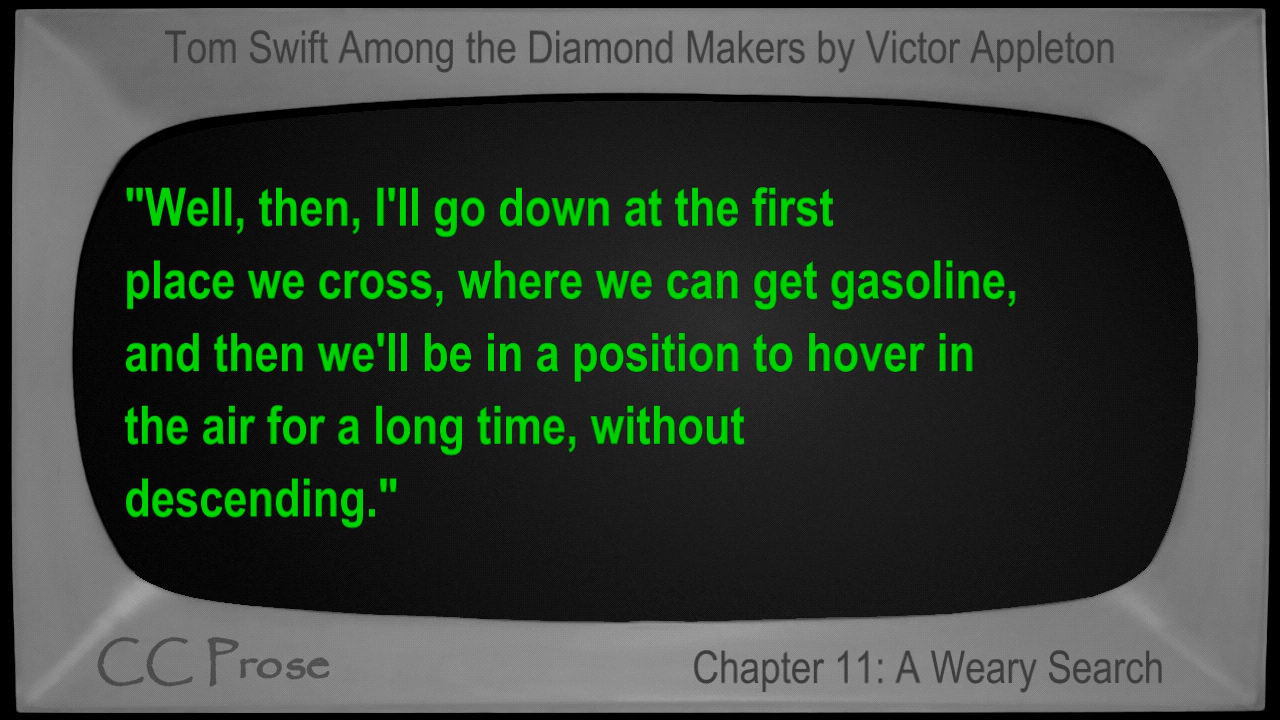 Tom Swift Among the Diamond Makers by Victor Appleton
"Well, then, I'll go down at the first
place we cross, where we can get gasoline,
and then we'll be in a position to hover in
the air for a long time, without
descending."
CC Prose
Chapter 11: A Weary Search